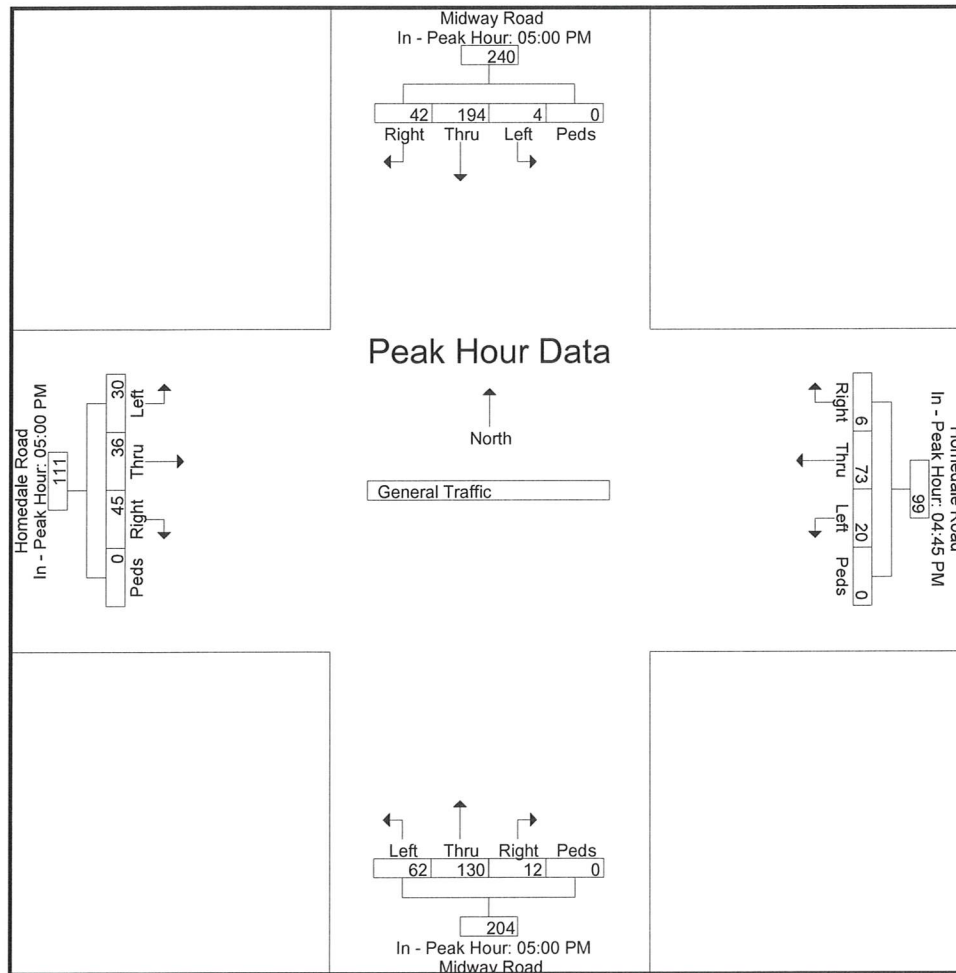 Midway Road
In - Peak Hour: 05:00 PM
240
42 194 4 0
Right Thru Left Peds
Peak Hour Data
North
General Traffic
Homedale Road
In - Peak Hour: 05:00 PM
111
30 36 45 0
Left Thru Right Peds
Homedale Road
In - Peak Hour: 04:45 PM
99
6 73 20 0
Right Thru Left Peds
Left Thru Right Peds
62 130 12 0
204
In - Peak Hour: 05:00 PM
Midway Road